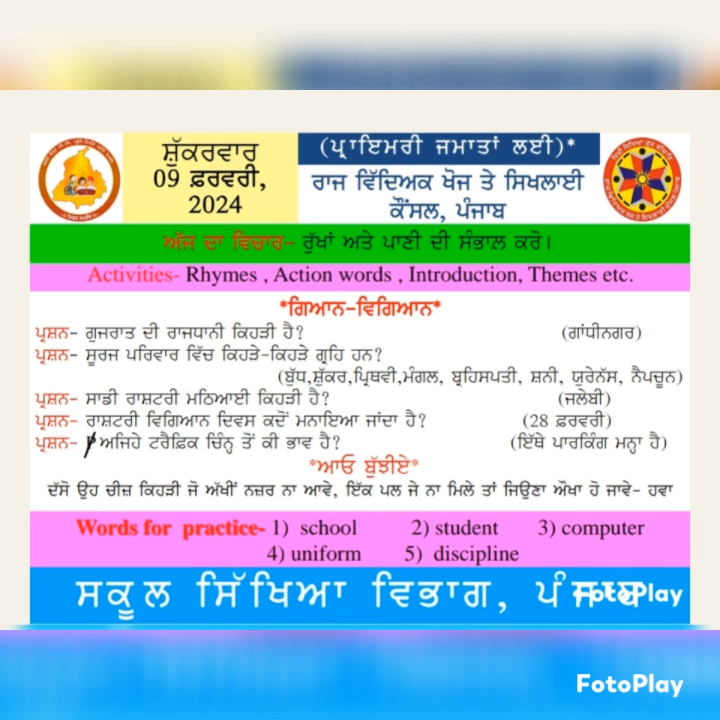 ਸ਼ੁੱਕਰਵਾਰ
09 ਫ਼ਰਵਰੀ,
2024
(ਪ੍ਰਾਇਮਰੀ ਜਮਾਤਾਂ ਲਈ)*
ਰਾਜ ਵਿੱਦਿਅਕ ਖੋਜ ਤੇ ਸਿਖਲਾਈ
ਕੌਂਸਲ, ਪੰਜਾਬ
ਅੱਜ ਦਾ ਵਿਚਾਰ- ਰੁੱਖਾਂ ਅਤੇ ਪਾਣੀ ਦੀ ਸੰਭਾਲ਼ ਕਰੋ।
Activities- Rhymes , Action words , Introduction, Themes etc.
*ਗਿਆਨ-ਵਿਗਿਆਨ*
ਪ੍ਰਸ਼ਨ- ਗੁਜਰਾਤ ਦੀ ਰਾਜਧਾਨੀ ਕਿਹੜੀ ਹੈ? (ਗਾਂਧੀਨਗਰ)
ਪ੍ਰਸ਼ਨ- ਸੂਰਜ ਪਰਿਵਾਰ ਵਿੱਚ ਕਿਹੜੇ-ਕਿਹੜੇ ਗ੍ਰਹਿ ਹਨ?
(ਬੁੱਧ,ਸ਼ੁੱਕਰ,ਪ੍ਰਿਥਵੀ,ਮੰਗਲ, ਬ੍ਰਹਿਸਪਤੀ, ਸ਼ਨੀ, ਯੁਰੇਨੱਸ, ਨੈਪਚੂਨ)
ਪ੍ਰਸ਼ਨ- ਸਾਡੀ ਰਾਸ਼ਟਰੀ ਮਠਿਆਈ ਕਿਹੜੀ ਹੈ? (ਜਲੇਬੀ)
ਪ੍ਰਸ਼ਨ- ਰਾਸ਼ਟਰੀ ਵਿਗਿਆਨ ਦਿਵਸ ਕਦੋਂ ਮਨਾਇਆ ਜਾਂਦਾ ਹੈ? (28 ਫ਼ਰਵਰੀ)
ਪ੍ਰਸ਼ਨ- P ਅਜਿਹੇ ਟਰੈਫ਼ਿਕ ਚਿੰਨ੍ਹ ਤੋਂ ਕੀ ਭਾਵ ਹੈ? (ਇੱਥੇ ਪਾਰਕਿੰਗ ਮਨ੍ਹਾ ਹੈ)
*ਆਓ ਬੁੱਝੀਏ*
ਦੱਸੋ ਉਹ ਚੀਜ਼ ਕਿਹੜੀ ਜੋ ਅੱਖੀਂ ਨਜ਼ਰ ਨਾ ਆਵੇ, ਇੱਕ ਪਲ ਜੇ ਨਾ ਮਿਲੇ ਤਾਂ ਜਿਉਣਾ ਔਖਾ ਹੋ ਜਾਵੇ- ਹਵਾ
Words for practice- 1) school 2) student 3) computer
4) uniform 5) discipline
ਸਕੂਲ ਸਿੱਖਿਆ ਵਿਭਾਗ, ਪੰਜਾਬ
FotoPlay
FotoPlay